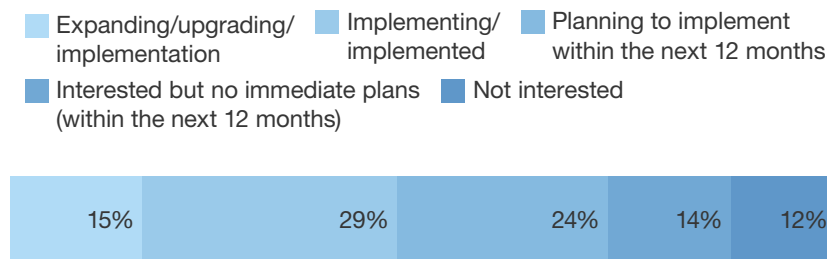 Expanding/upgrading/ Implementing/ Planning to implement
implementation implemented within the next 12 months
Interested but no immediate plans Not interested
(within the next 12 months)
15% 29% 24% 14% 12%